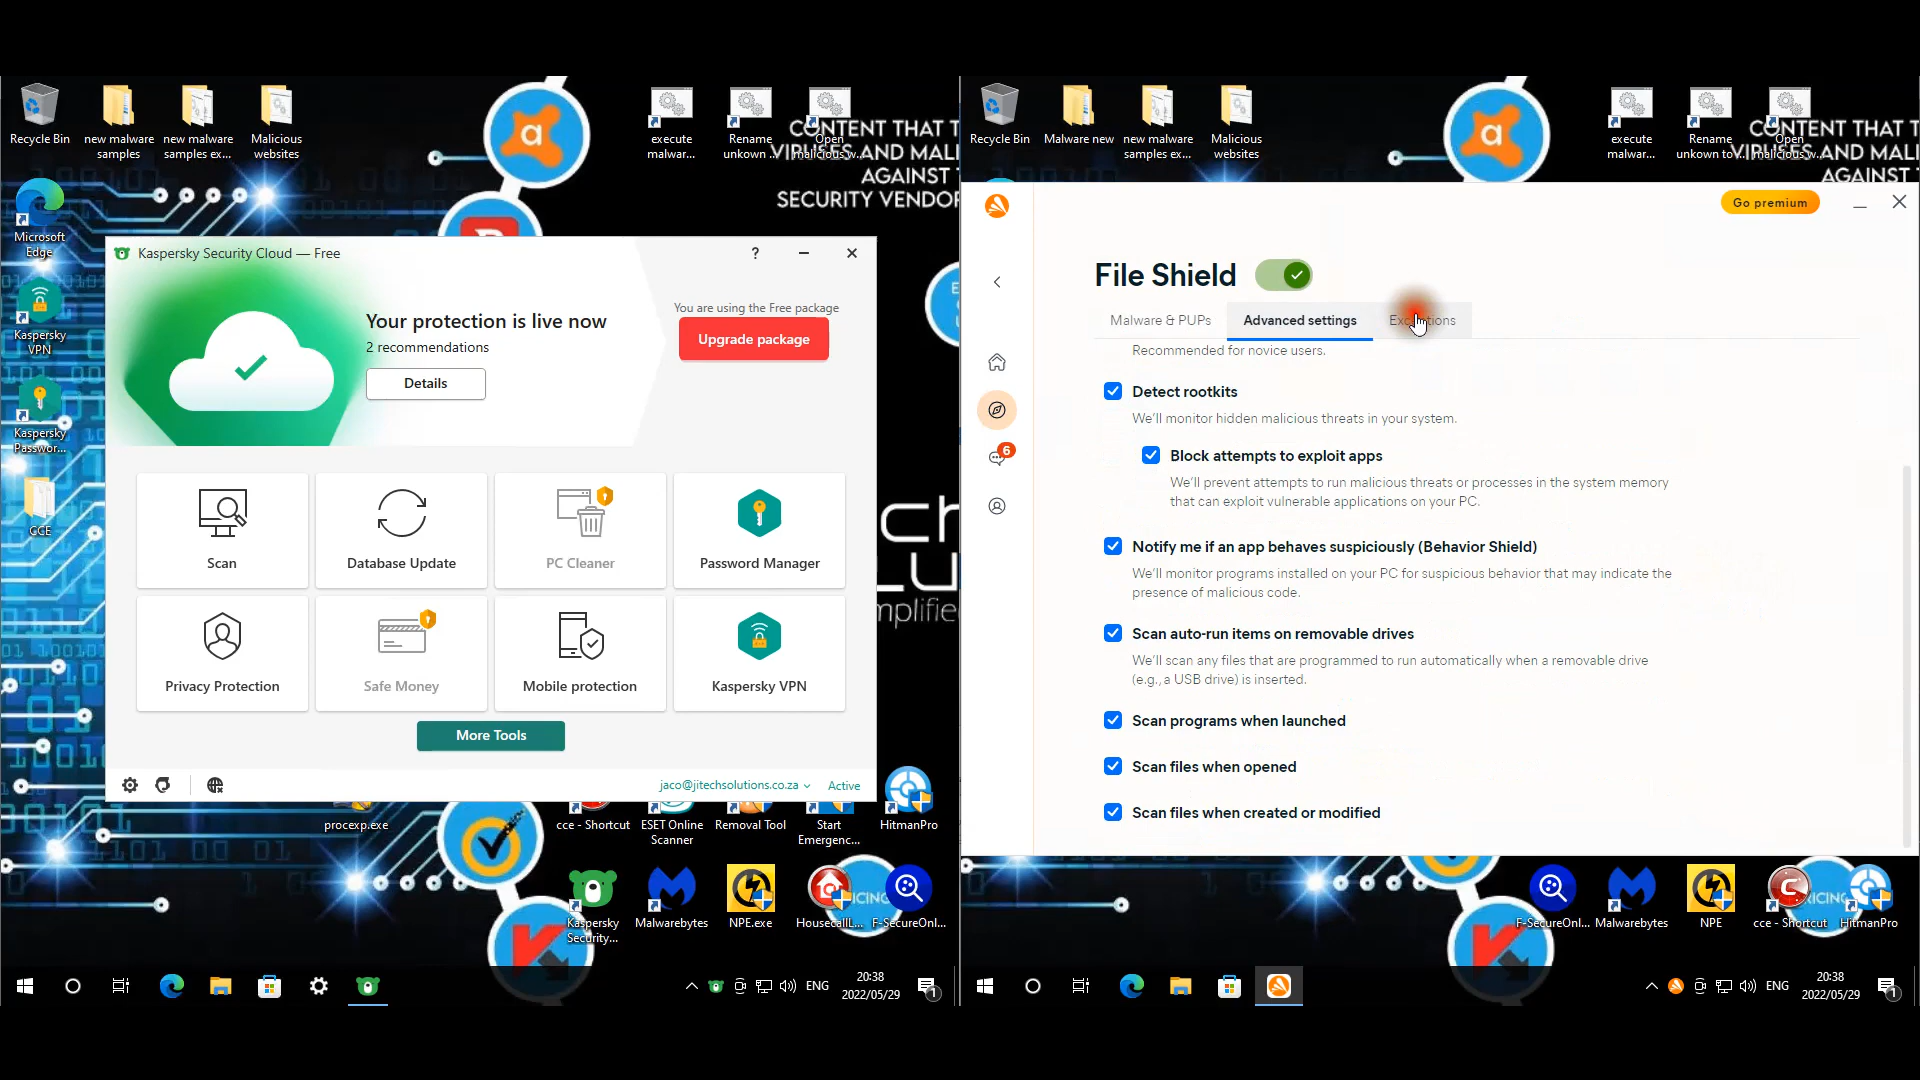 Recycle Bin
new malware
samples
new malware
samples ex...
Malicious
websites
execute
malwar...
Rename
unkown ...
Open
malicious w...
CONTENT THAT T
VIRUSES AND MALI
AGAINST
SECURITY VENDOR
Microsoft
Edge
Kaspersky
VPN
Kaspersky
Passwor...
CCE
Kaspersky Security Cloud — Free
?
Your protection is live now
2 recommendations
Details
You are using the Free package
Upgrade package
Scan
Database Update
PC Cleaner
Password Manager
Privacy Protection
Safe Money
Mobile protection
Kaspersky VPN
More Tools
jaco@jitechsolutions.co.za
Active
mplifie
procexp.exe
cce - Shortcut
ESET Online
Scanner
Removal Tool
Start
Emergenc...
HitmanPro
Kaspersky
Security...
Malwarebytes
NPE.exe
HousecallL...
F-SecureOnl...
ENG
20:38
2022/05/29
1
Recycle Bin
Malware new
new malware
samples ex...
Malicious
websites
execute
malwar...
Rename
unkown to ...
Open
malicious w...
CONTENT THAT
VIRUSES AND MALI
AGAINST
Go premium
File Shield
Malware & PUPs
Advanced settings
Exceptions
Recommended for novice users.
Detect rootkits
We'll monitor hidden malicious threats in your system.
Block attempts to exploit apps
We'll prevent attempts to run malicious threats or processes in the system memory
that can exploit vulnerable applications on your PC.
Notify me if an app behaves suspiciously (Behavior Shield)
We'll monitor programs installed on your PC for suspicious behavior that may indicate the
presence of malicious code.
Scan auto-run items on removable drives
We'll scan any files that are programmed to run automatically when a removable drive
(e.g., a USB drive) is inserted.
Scan programs when launched
Scan files when opened
Scan files when created or modified
6
F-SecureOnl...
Malwarebytes
NPE
cce - Shortcut
HitmanPro
ENG
20:38
2022/05/29
1